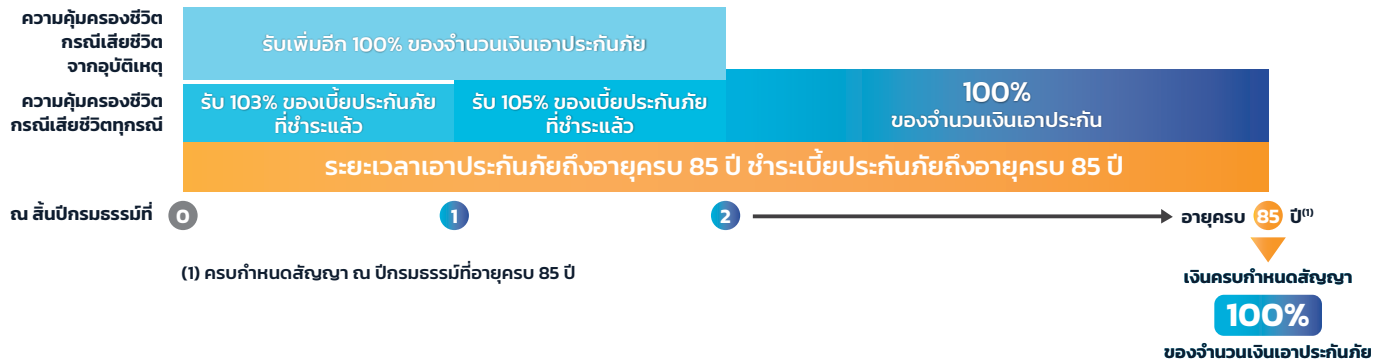 ความคุ้มครองชีวิต
กรณีเสียชีวิต
จากอุบัติเหตุ
รับเพิ่มอีก 100% ของจำนวนเงินเอาประกันภัย
ความคุ้มครองชีวิต
กรณีเสียชีวิตทุกรณี
รับ 103% ของเบี้ยประกันภัย
ที่ชำระแล้ว
รับ 105% ของเบี้ยประกันภัย
ที่ชำระแล้ว
100%
ของจำนวนเงินเอาประกัน
ระยะเวลาเอาประกันภัยถึงอายุครบ 85 ปี ชำระเบี้ยประกันภัยถึงอายุครบ 85 ปี
ณ สิ้นปีกรมธรรม์ที่ 0 1 2 อายุครบ 85 ปี⁽¹⁾
(1) ครบกำหนดสัญญา ณ ปีกรมธรรม์ที่อายุครบ 85 ปี
เงินครบกำหนดสัญญา
100%
ของจำนวนเงินเอาประกันภัย